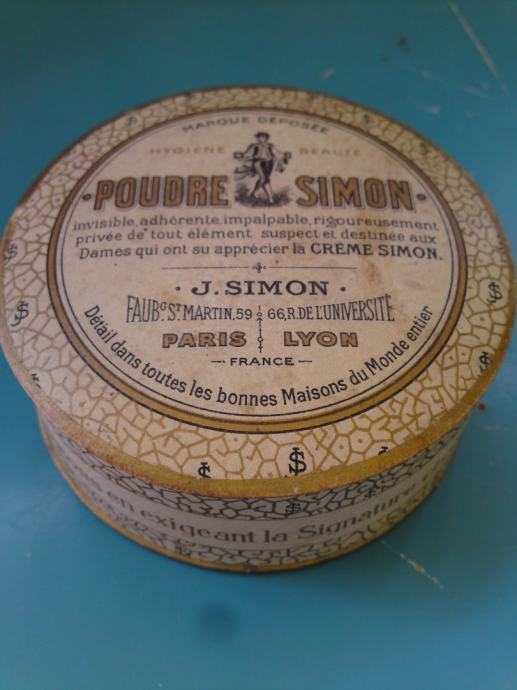 MARQUE DÉPOSÉE
HYGIÈNE BEAUTÉ
POUDRE SIMON
invisible, adhérente, impalpable, rigoureusement
privée de tout élément suspect et destinée aux
Dames qui ont su apprécier la CRÈME SIMON.
J. SIMON
FAUBG ST MARTIN, 59 66, R. DE L'UNIVERSITÉ
PARIS LYON
FRANCE
Détail dans toutes les bonnes Maisons du Monde entier
en exigeant la Signature